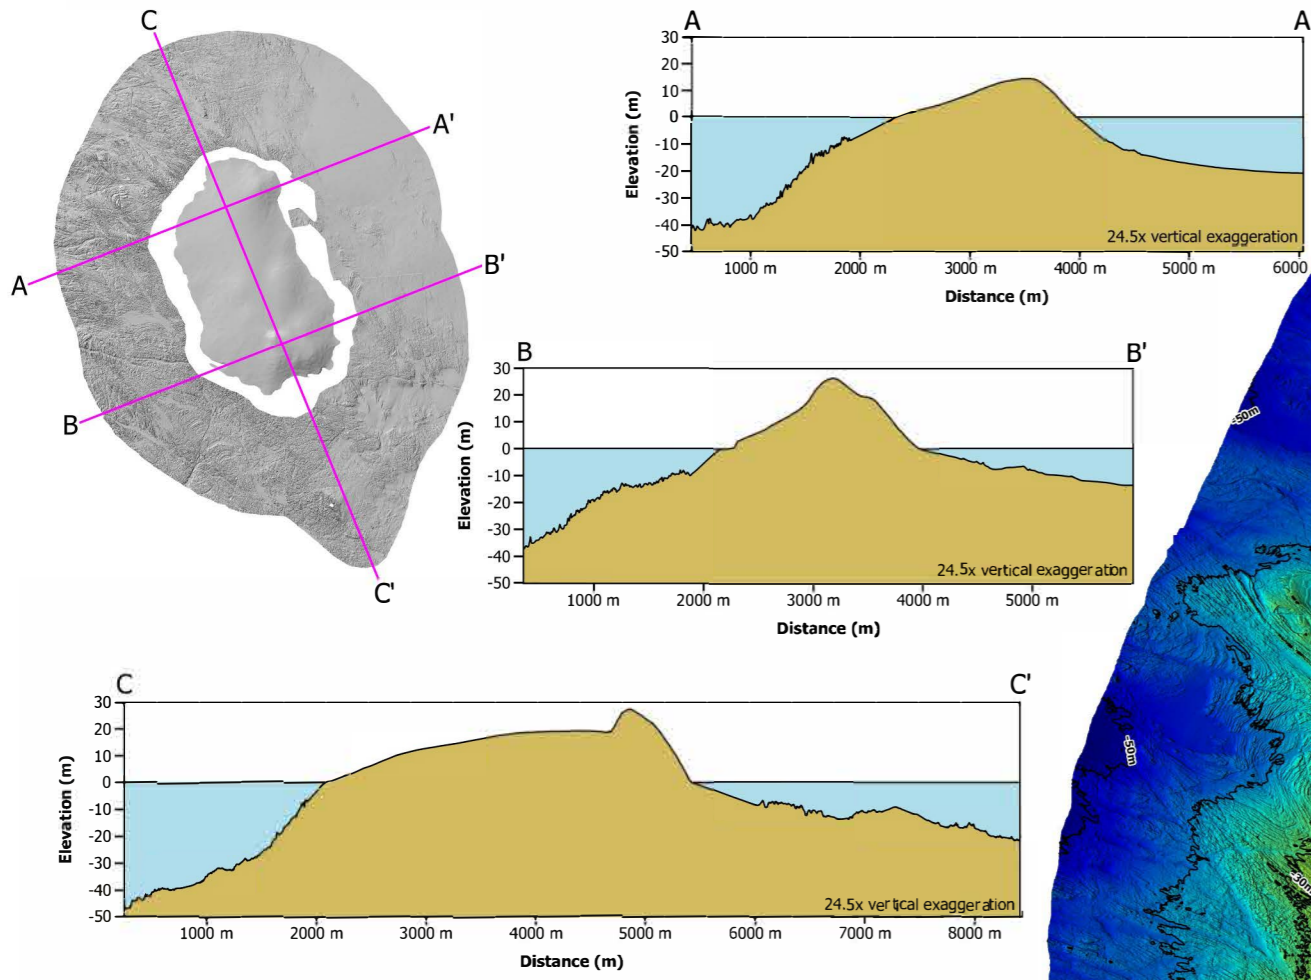 C
A'
B'
A
B
C'
A
A
30
20
10
0
-10
-20
-30
-40
-50
Elevation (m)
24.5x vertical exaggeration
1000 m
2000 m
3000 m
4000 m
5000 m
6000
Distance (m)
B
B'
30
20
10
0
-10
-20
-30
-40
-50
Elevation (m)
24.5x vertical exaggeration
1000 m
2000 m
3000 m
4000 m
5000 m
Distance (m)
C
C'
30
20
10
0
-10
-20
-30
-40
-50
Elevation (m)
24.5x vertical exaggeration
1000 m
2000 m
3000 m
4000 m
5000 m
6000 m
7000 m
8000 m
Distance (m)
-50m
-50m